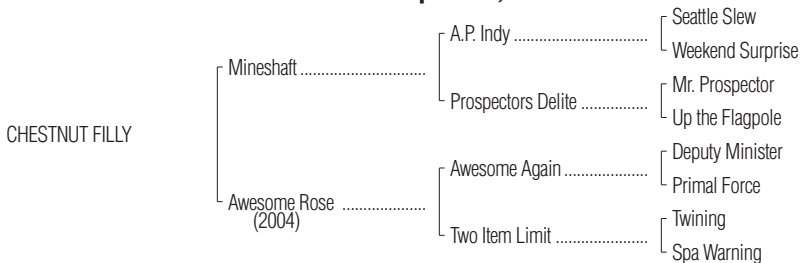 Seattle Slew
A.P. Indy ................................
Weekend Surprise
Mineshaft ..............................
Mr. Prospector
Prospectors Delite ................
Up the Flagpole
CHESTNUT FILLY
Deputy Minister
Awesome Again ....................
Primal Force
Awesome Rose ....................
(2004)
Twining
Two Item Limit ......................
Spa Warning